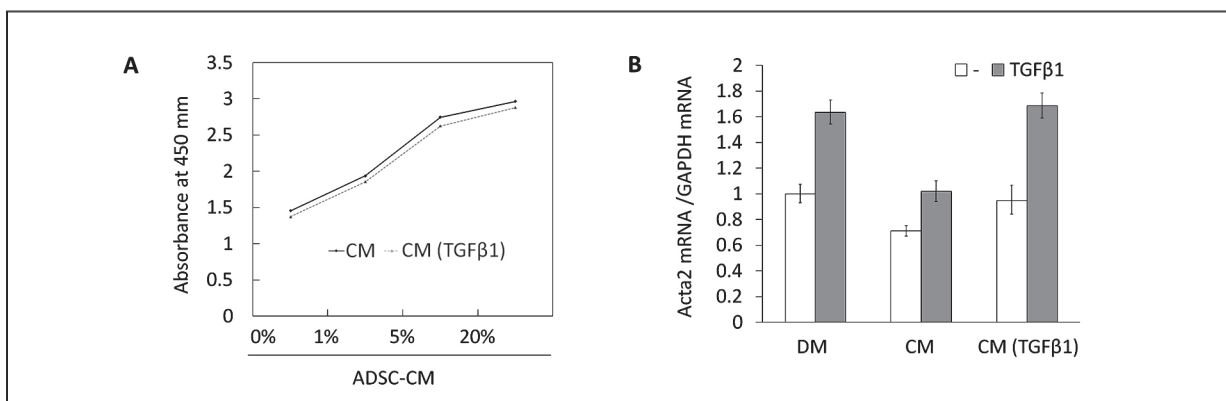 A
Absorbance at 450 mm
3.5
3
2.5
2
1.5
1
0.5
0
CM CM (TGFβ1)
0% 1% 5% 20%
ADSC-CM
B
- TGFβ1
Acta2 mRNA /GAPDH mRNA
2
1.8
1.6
1.4
1.2
1
0.8
0.6
0.4
0.2
0
DM CM CM (TGFβ1)